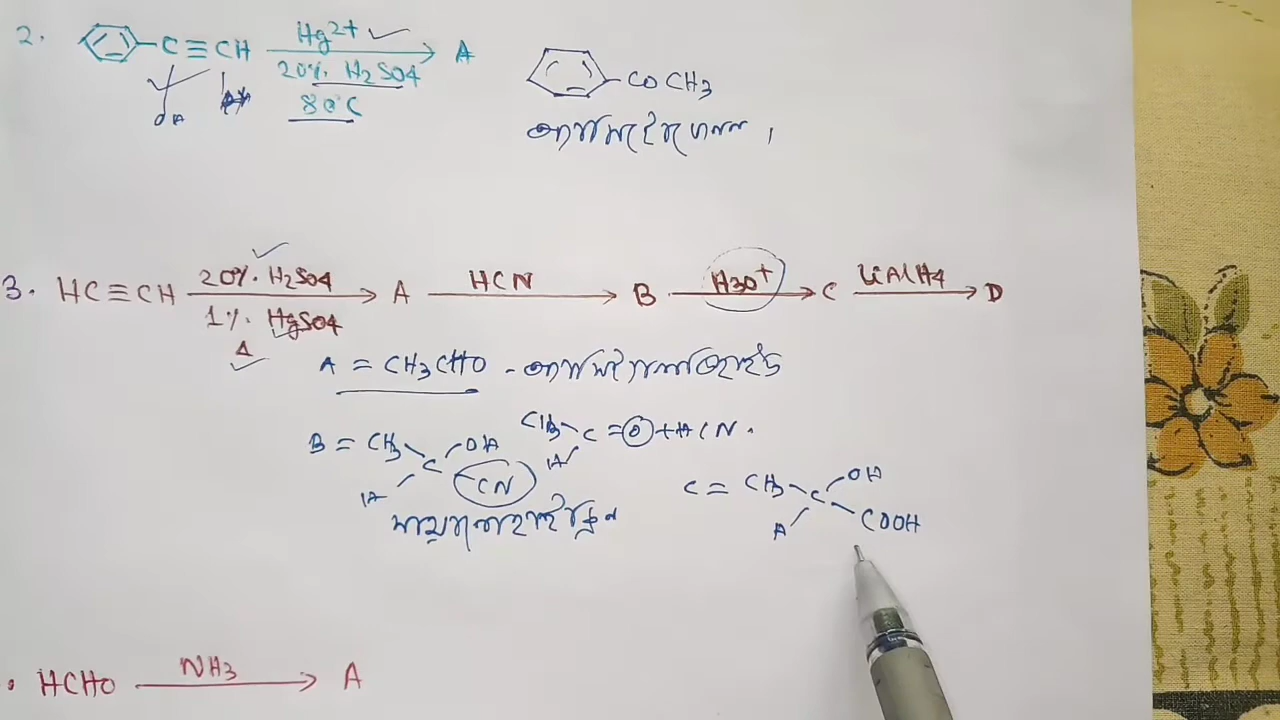 2. C≡CH Hg2+ 20% H2SO4 80°C A
COCH3
3. HC≡CH 20% H2SO4 1% HgSO4 Δ A HCN B H3O+ C LiAlH4 D
A = CH3CHO -
B = CH3 C OH H CN
CH3 C = O + HCN.
H
সায়ানোহাইড্রিন
C = CH3 C OH H COOH
HCHO NH3 A